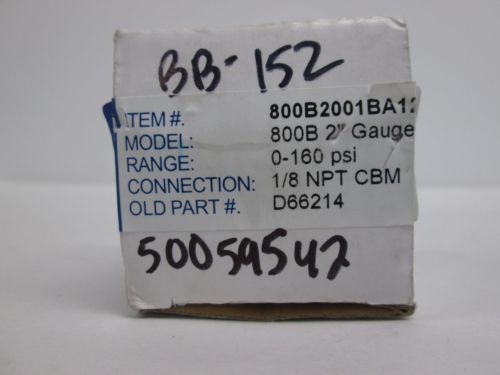 BB-152
ITEM #. 800B2001BA12
MODEL: 800B 2" Gauge
RANGE: 0-160 psi
CONNECTION: 1/8 NPT CBM
OLD PART #. D66214
50059542